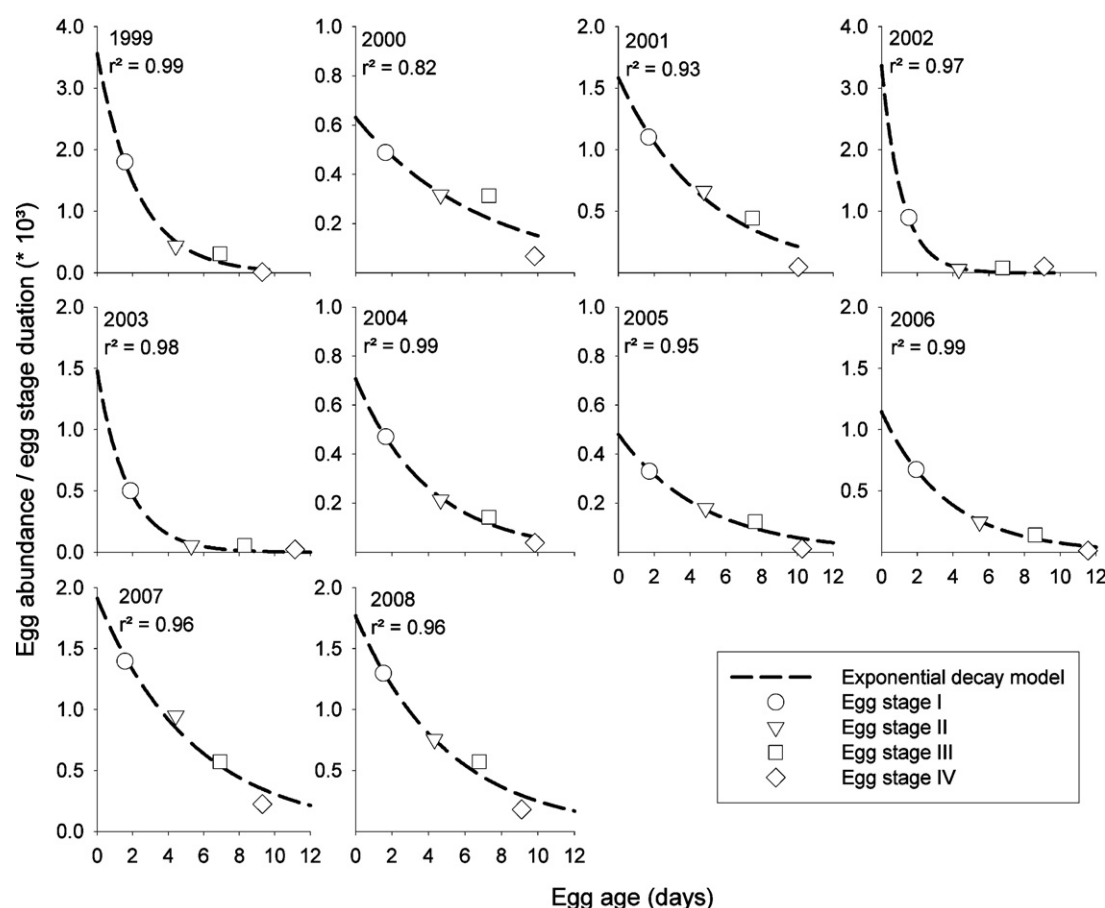 Egg abundance / egg stage duation (* 10³)
1999
r² = 0.99
4.0
3.0
2.0
1.0
0.0
2000
r² = 0.82
1.0
0.8
0.6
0.4
0.2
2001
r² = 0.93
2.0
1.5
1.0
0.5
2002
r² = 0.97
4.0
3.0
2.0
1.0
0.0
2003
r² = 0.98
2.0
1.5
1.0
0.5
0.0
2004
r² = 0.99
1.0
0.8
0.6
0.4
0.2
2005
r² = 0.95
1.0
0.8
0.6
0.4
0.2
0 2 4 6 8 10 12
2006
r² = 0.99
2.0
1.5
1.0
0.5
0 2 4 6 8 10 12
2007
r² = 0.96
2.0
1.5
1.0
0.5
0.0
0 2 4 6 8 10 12
2008
r² = 0.96
2.0
1.5
1.0
0.5
0 2 4 6 8 10 12
Exponential decay model
Egg stage I
Egg stage II
Egg stage III
Egg stage IV
Egg age (days)